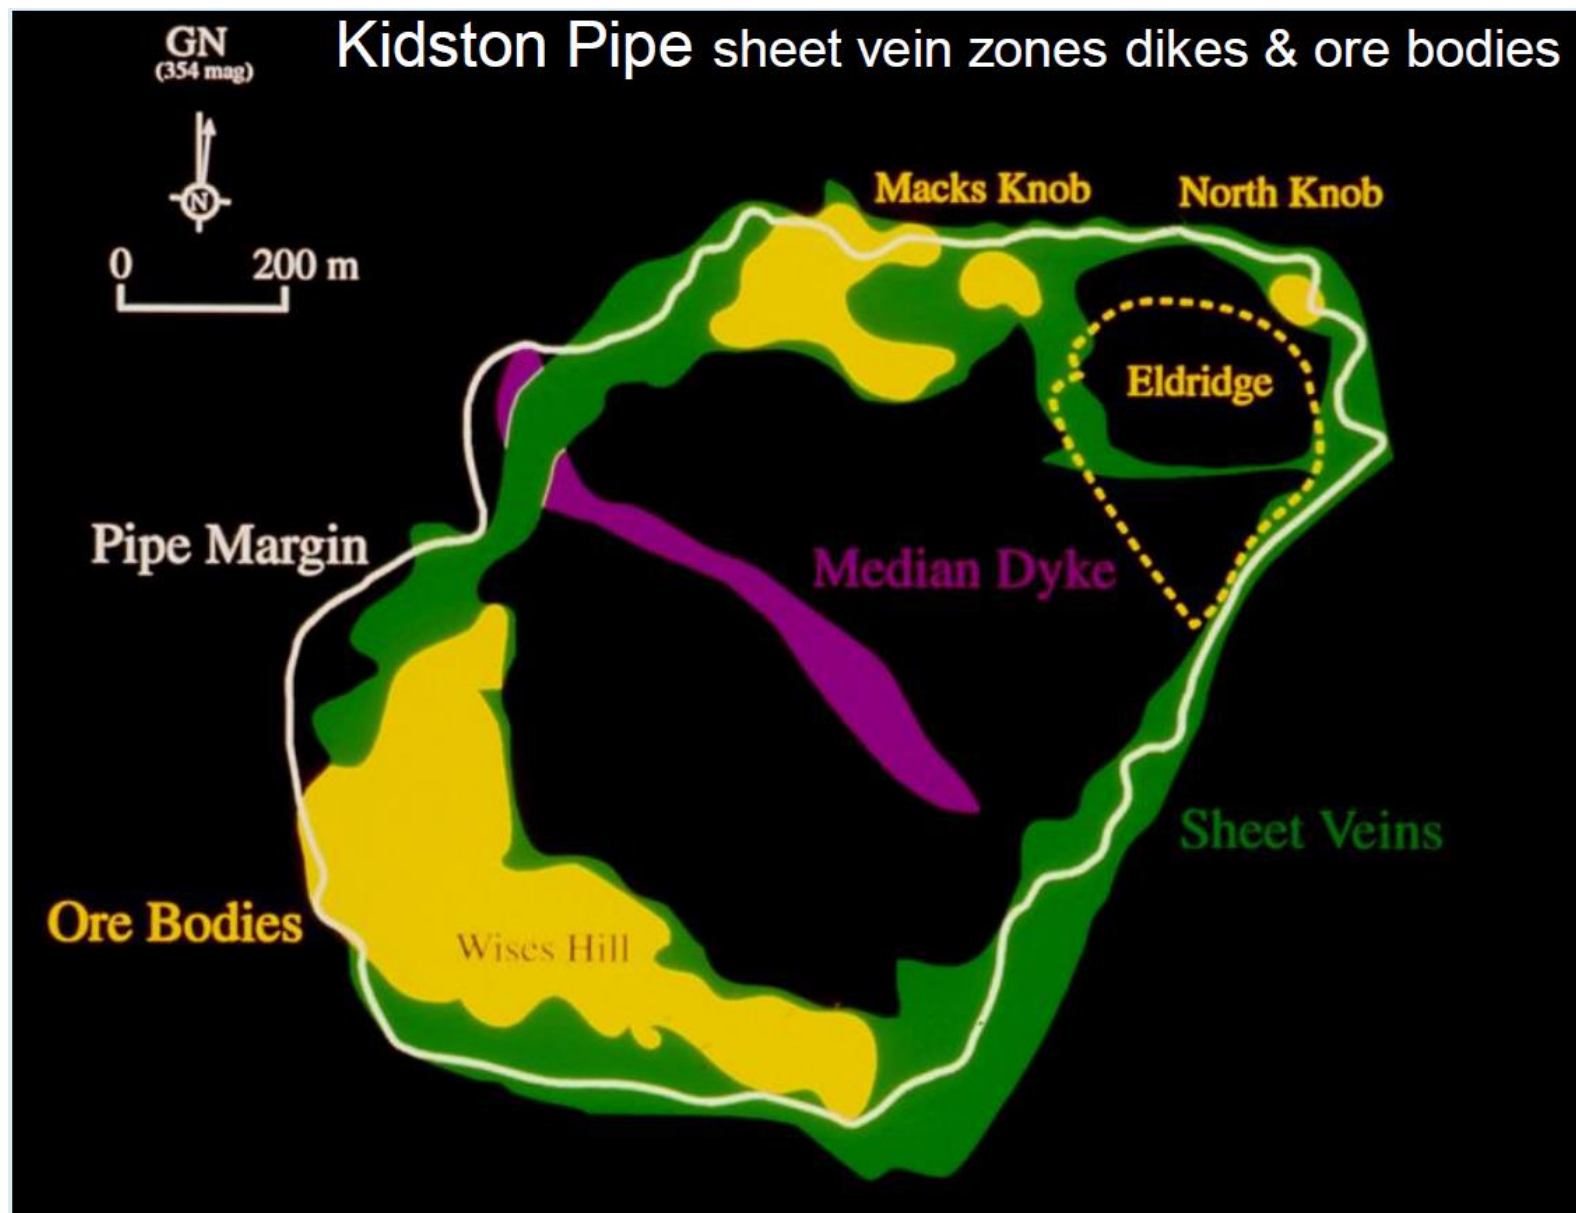 Kidston Pipe sheet vein zones dikes & ore bodies
GN
(354 mag)
N
0 200 m
Macks Knob
North Knob
Eldridge
Pipe Margin
Median Dyke
Sheet Veins
Ore Bodies
Wises Hill